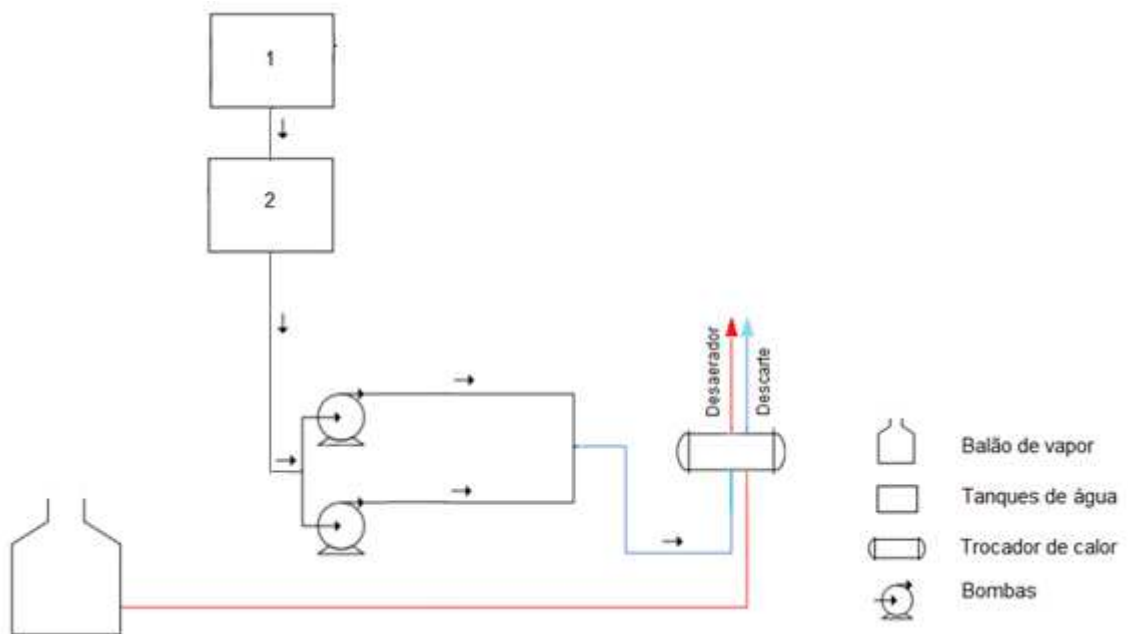 1
2
Desaerador
Descarte
Balão de vapor
Tanques de água
Trocador de calor
Bombas